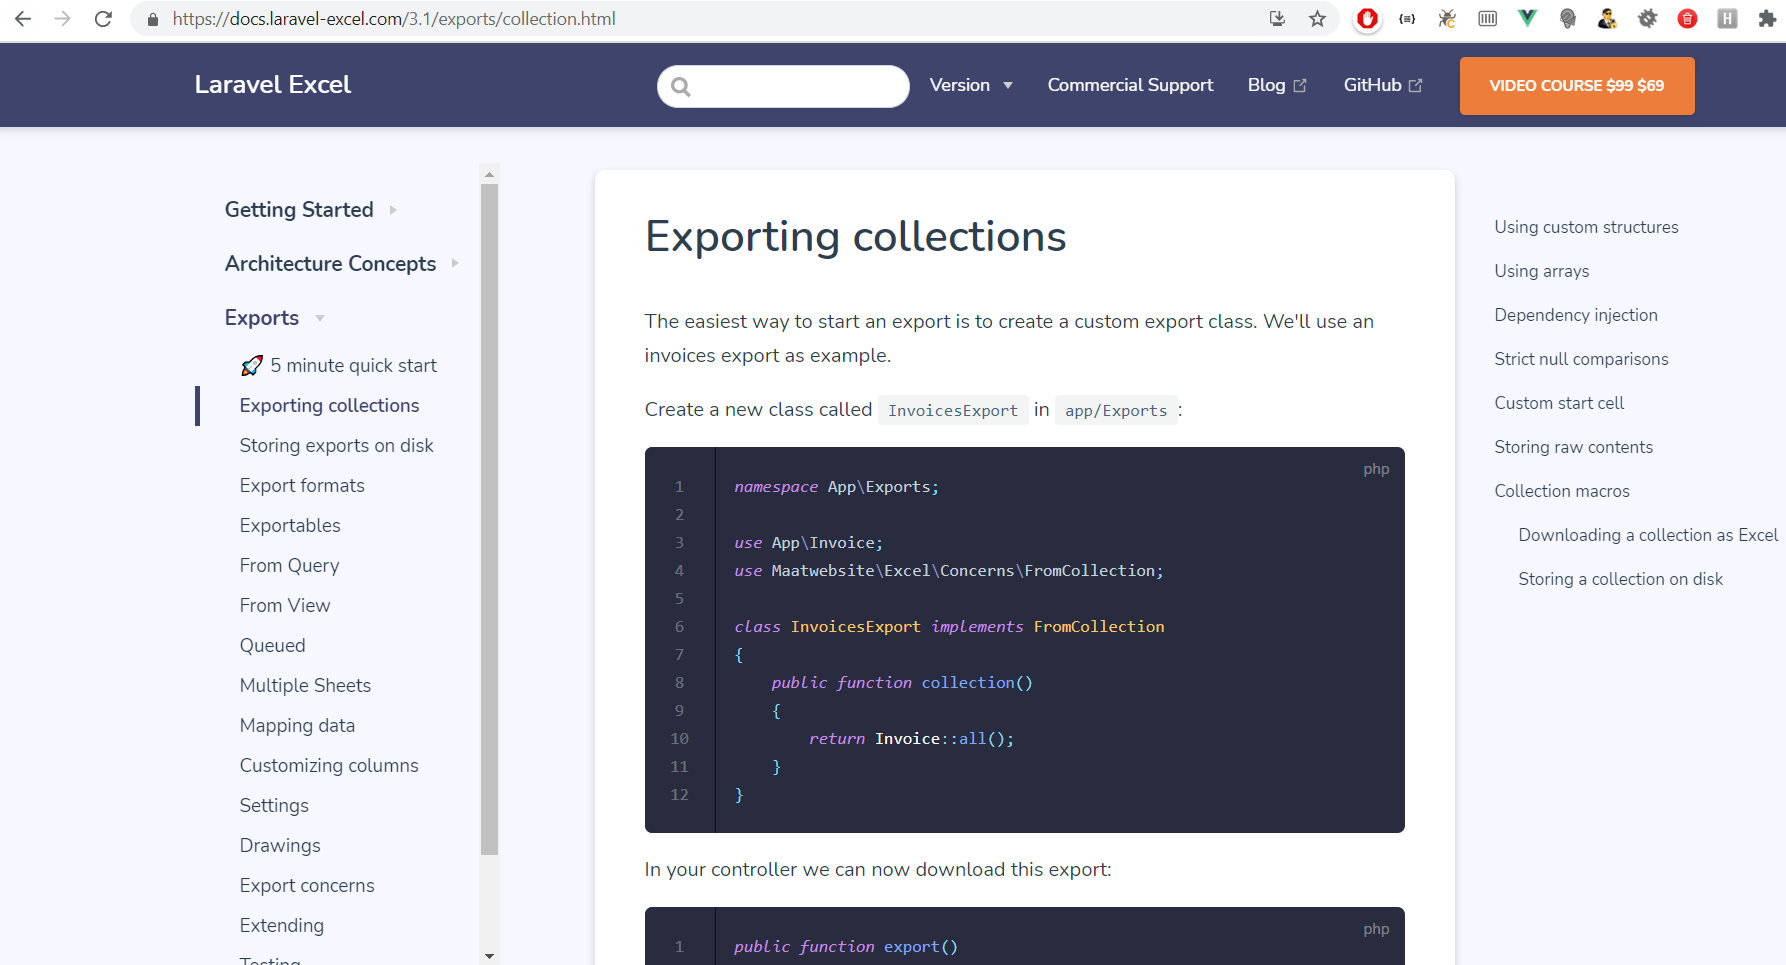 https://docs.laravel-excel.com/3.1/exports/collection.html
Laravel Excel
Version
Commercial Support
Blog
GitHub
VIDEO COURSE $99 $69
Getting Started
Architecture Concepts
Exports
🚀 5 minute quick start
Exporting collections
Storing exports on disk
Export formats
Exportables
From Query
From View
Queued
Multiple Sheets
Mapping data
Customizing columns
Settings
Drawings
Export concerns
Extending
Testing
Exporting collections
The easiest way to start an export is to create a custom export class. We'll use an
invoices export as example.
Create a new class called InvoicesExport in app/Exports :
php
1 namespace App\Exports;
2
3 use App\Invoice;
4 use Maatwebsite\Excel\Concerns\FromCollection;
5
6 class InvoicesExport implements FromCollection
7 {
8 public function collection()
9 {
10 return Invoice::all();
11 }
12 }
In your controller we can now download this export:
php
1 public function export()
Using custom structures
Using arrays
Dependency injection
Strict null comparisons
Custom start cell
Storing raw contents
Collection macros
Downloading a collection as Excel
Storing a collection on disk